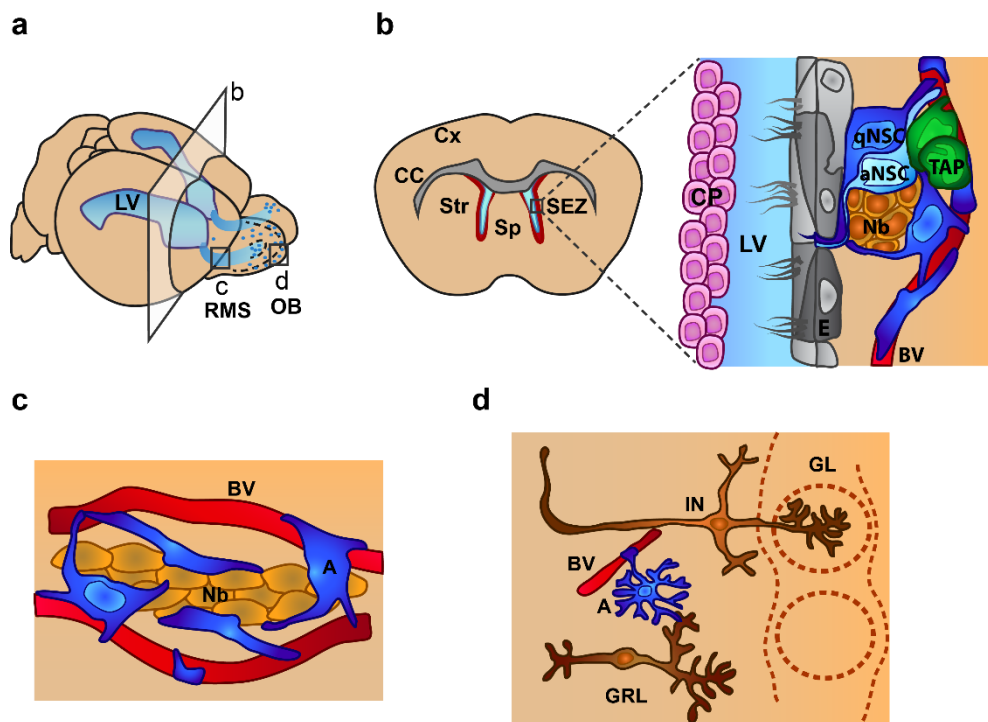 a
b
LV
c
d
RMS
OB
b
Cx
CC
Str
Sp
SEZ
CP
LV
E
qNSC
aNSC
Nb
TAP
BV
c
BV
A
Nb
d
GL
IN
BV
A
GRL